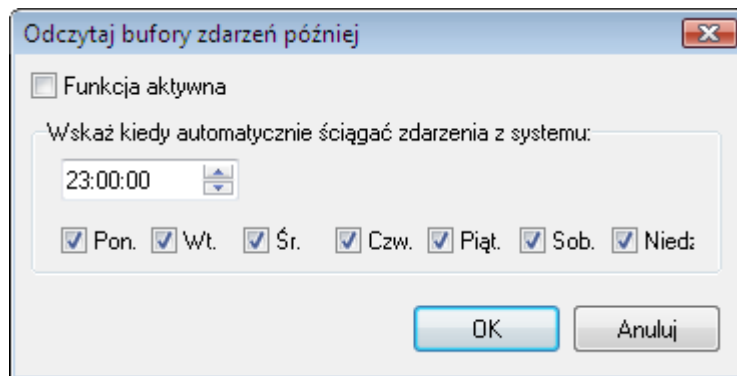 Odczytaj bufory zdarzeń później
Funkcja aktywna
Wskaż kiedy automatycznie ściągać zdarzenia z systemu:
23:00:00
Pon. Wt. Śr. Czw. Piąt. Sob. Niedz
OK Anuluj